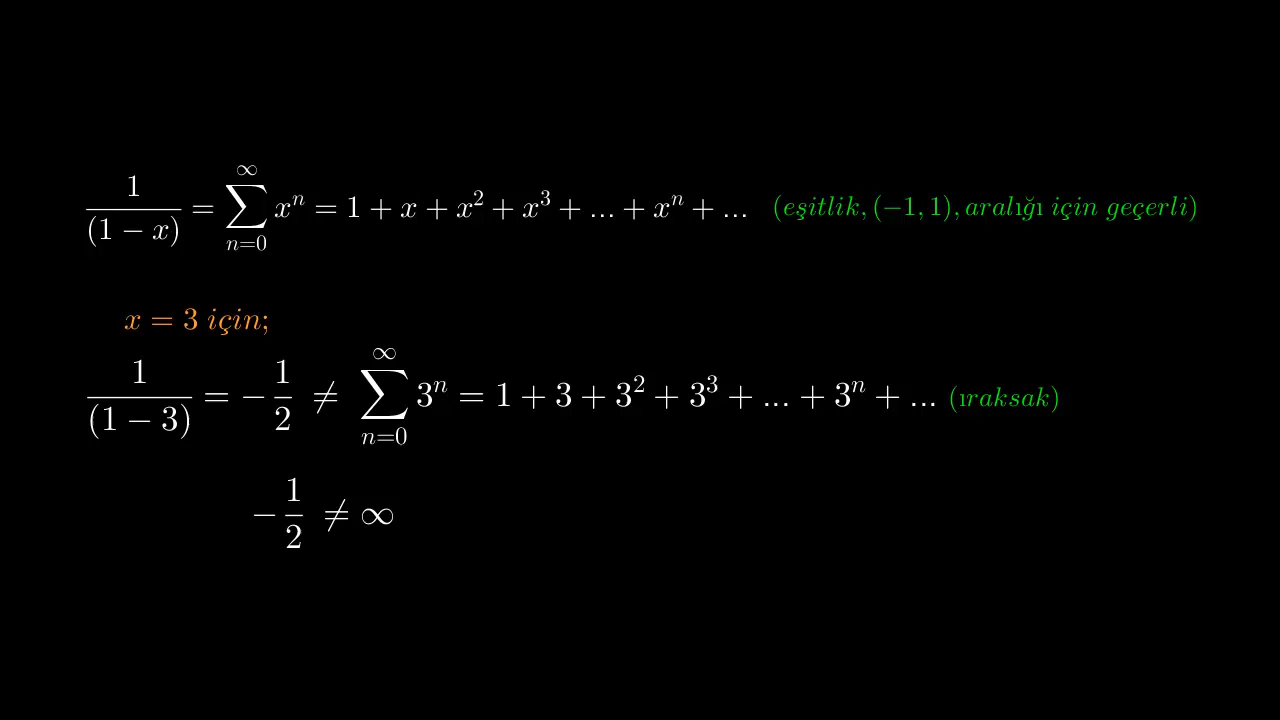 1/(1 − x) = ∑_{n=0}^{∞} xⁿ = 1 + x + x² + x³ + ... + xⁿ + ... (eşitlik, (−1, 1), aralığı için geçerli)
x = 3 için;
1/(1 − 3) = −1/2 ≠ ∑_{n=0}^{∞} 3ⁿ = 1 + 3 + 3² + 3³ + ... + 3ⁿ + ... (ıraksak)
−1/2 ≠ ∞